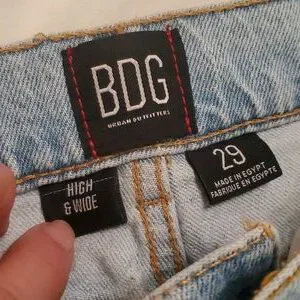 BDG
URBAN OUTFITTERS
HIGH
& WIDE
29
MADE IN EGYPT
FABRIQUE EN EGYPTE